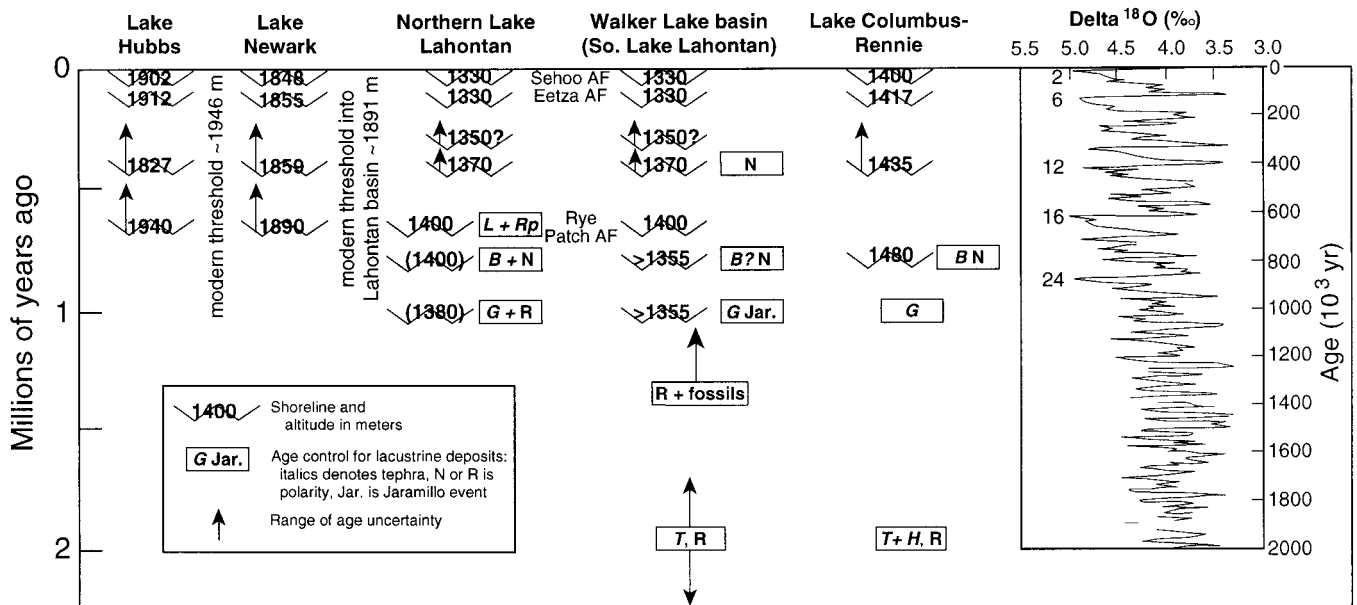 Lake Hubbs
Lake Newark
Northern Lake Lahontan
Walker Lake basin (So. Lake Lahontan)
Lake Columbus-Rennie
Delta ¹⁸O (‰)
5.5 5.0 4.5 4.0 3.5 3.0
Millions of years ago
0
1
2
1902
1912
1827
1940
modern threshold ~1946 m
1848
1855
1859
1890
modern threshold into
Lahontan basin ~1891 m
1330
1330
1350?
1370
1400
L + Rp
(1400)
B + N
(1380)
G + R
Sehoo AF
Eetza AF
Rye
Patch AF
1330
1330
1350?
1370
N
1400
>1355
B? N
>1355
G Jar.
R + fossils
T, R
1400
1417
1435
1480
B N
G
T+ H, R
2
6
12
16
24
0
200
400
600
800
1000
1200
1400
1600
1800
2000
Age (10³ yr)
1400
Shoreline and
altitude in meters
G Jar.
Age control for lacustrine deposits:
italics denotes tephra, N or R is
polarity, Jar. is Jaramillo event
Range of age uncertainty